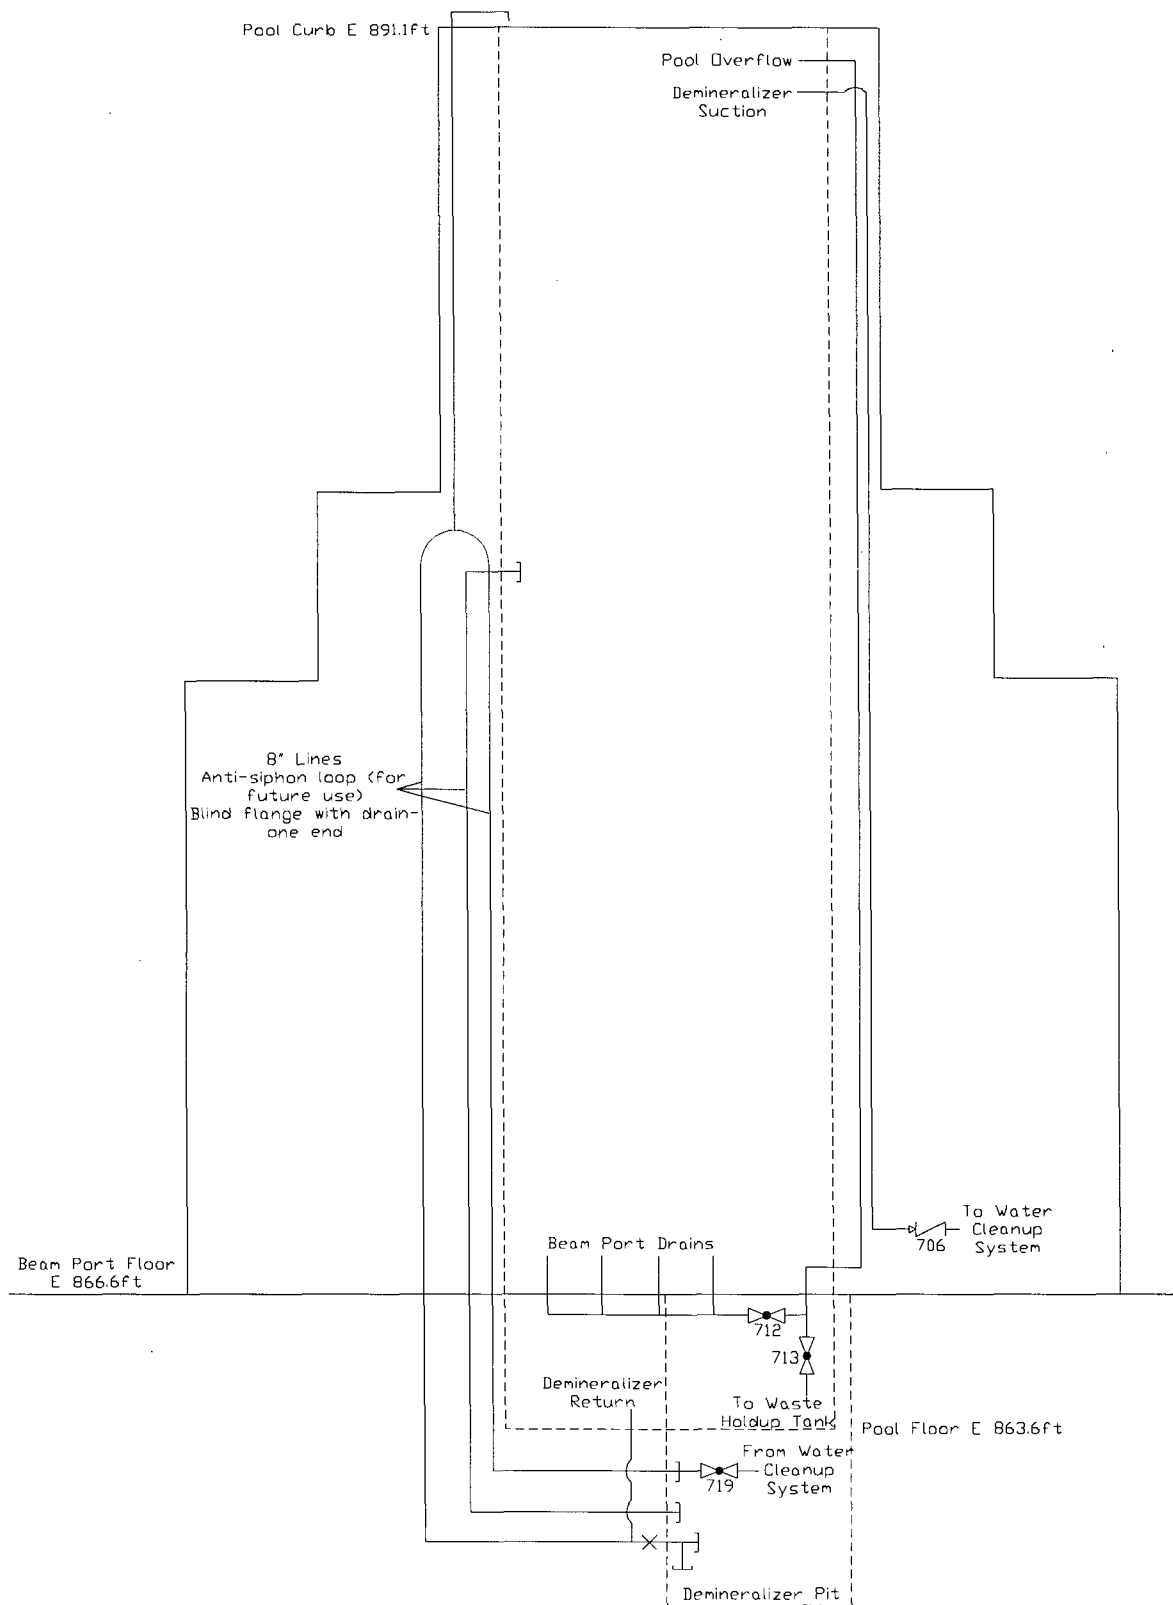 Pool Curb E 891.1ft
Pool Overflow
Demineralizer
Suction
8" Lines
Anti-siphon loop (for
future use)
Blind flange with drain-
one end
To Water
Cleanup
System
706
Beam Port Drains
Beam Port Floor
E 866.6ft
712
713
Demineralizer
Return
To Waste
Holdup Tank
Pool Floor E 863.6ft
From Water
Cleanup
System
719
Demineralizer Pit